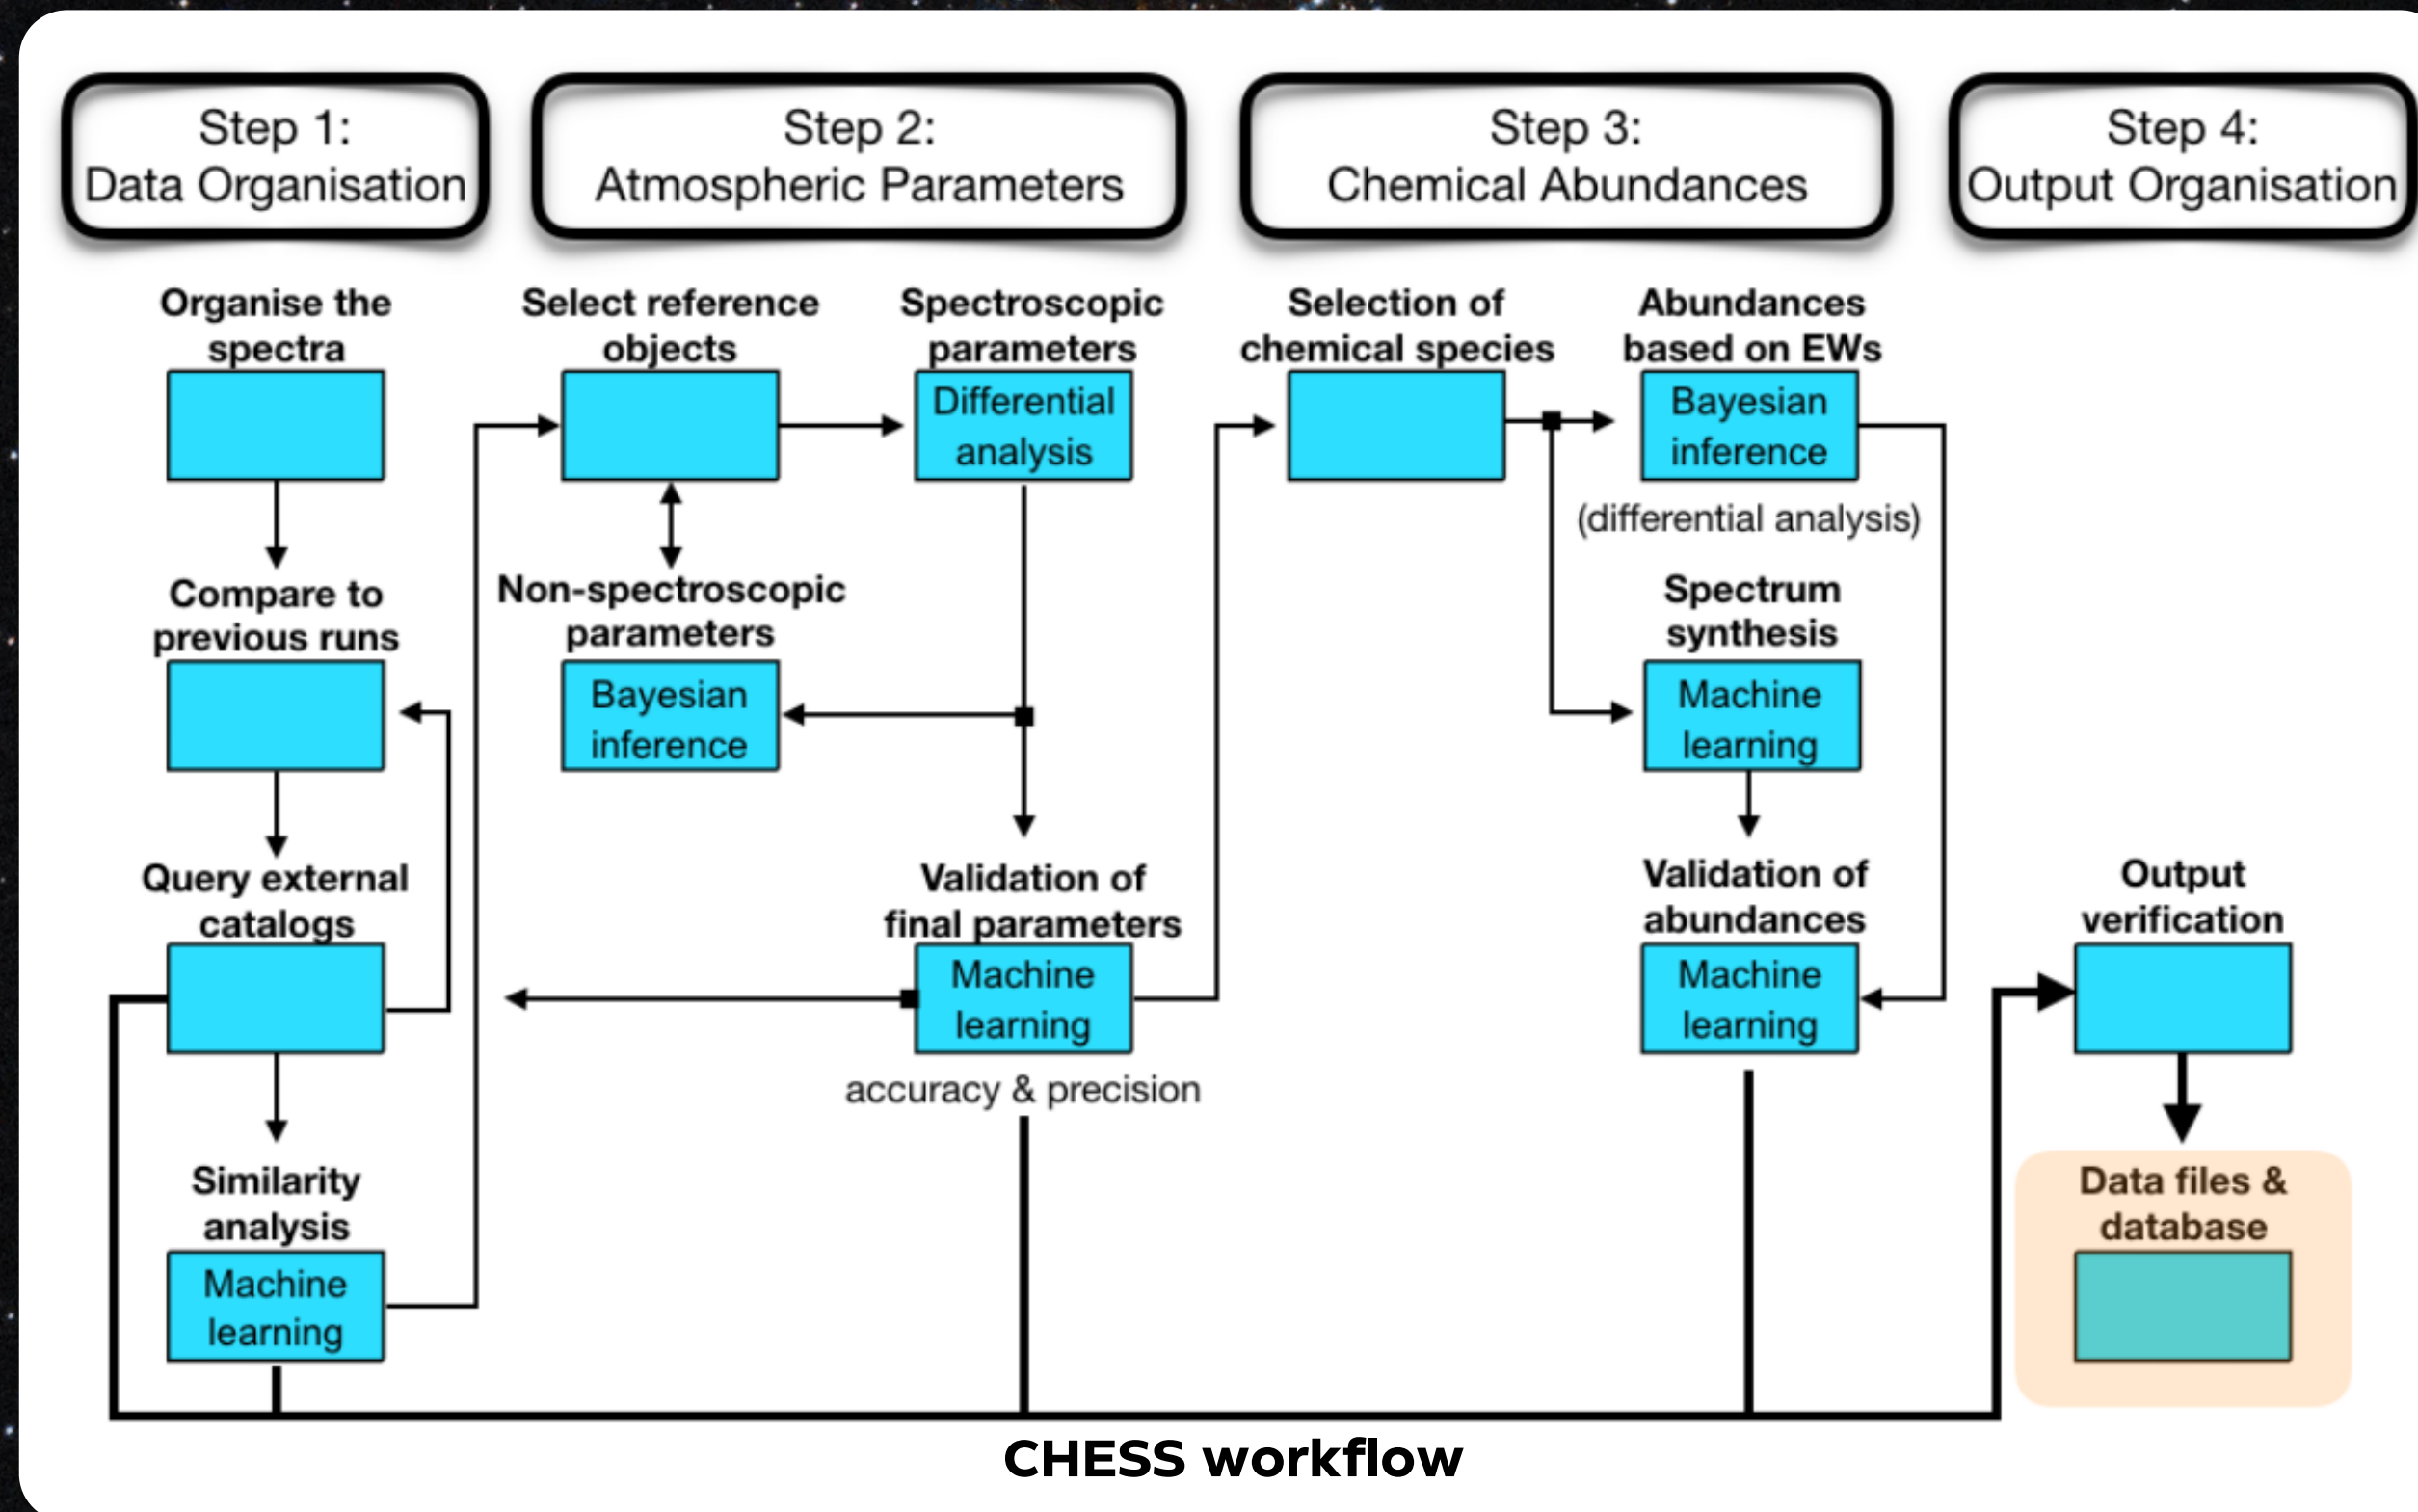 Step 1:
Data Organisation
Step 2:
Atmospheric Parameters
Step 3:
Chemical Abundances
Step 4:
Output Organisation
Organise the
spectra
Compare to
previous runs
Query external
catalogs
Similarity
analysis
Machine
learning
Select reference
objects
Non-spectroscopic
parameters
Bayesian
inference
Spectroscopic
parameters
Differential
analysis
Validation of
final parameters
Machine
learning
accuracy & precision
Selection of
chemical species
Abundances
based on EWs
Bayesian
inference
(differential analysis)
Spectrum
synthesis
Machine
learning
Validation of
abundances
Machine
learning
Output
verification
Data files &
database
CHESS workflow